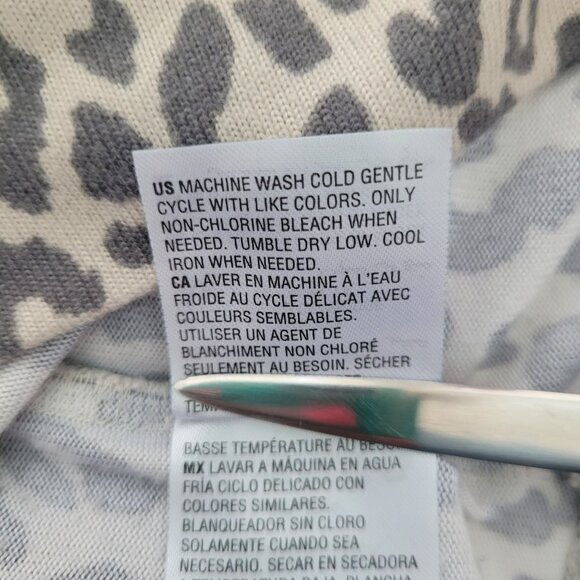 US MACHINE WASH COLD GENTLE
CYCLE WITH LIKE COLORS. ONLY
NON-CHLORINE BLEACH WHEN
NEEDED. TUMBLE DRY LOW. COOL
IRON WHEN NEEDED.
CA LAVER EN MACHINE À L'EAU
FROIDE AU CYCLE DÉLICAT AVEC
COULEURS SEMBLABLES.
UTILISER UN AGENT DE
BLANCHIMENT NON CHLORÉ
SEULEMENT AU BESOIN. SÉCHER
BASSE TEMPÉRATURE AU
MX LAVAR A MÁQUINA EN AGUA
FRÍA CICLO DELICADO CON
COLORES SIMILARES.
BLANQUEADOR SIN CLORO
SOLAMENTE CUANDO SEA
NECESARIO. SECAR EN SECADORA